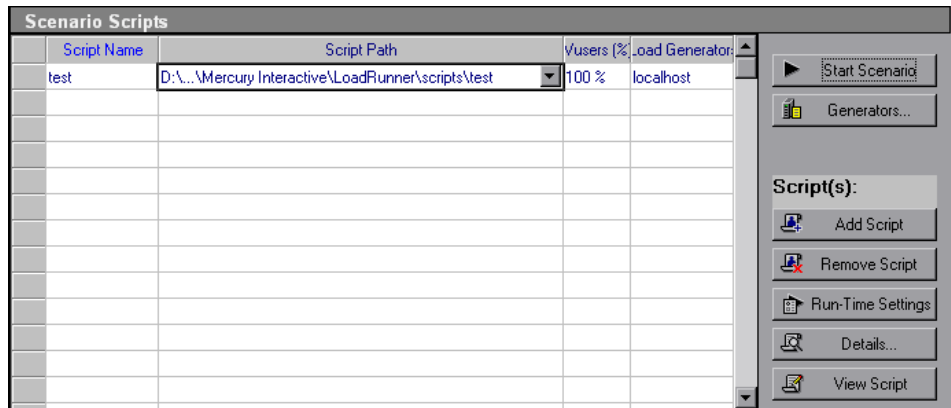 Scenario Scripts
Script Name Script Path Vusers (% Load Generators
test D:\...\Mercury Interactive\LoadRunner\scripts\test 100 % localhost
Start Scenario
Generators...
Script(s):
Add Script
Remove Script
Run-Time Settings
Details...
View Script